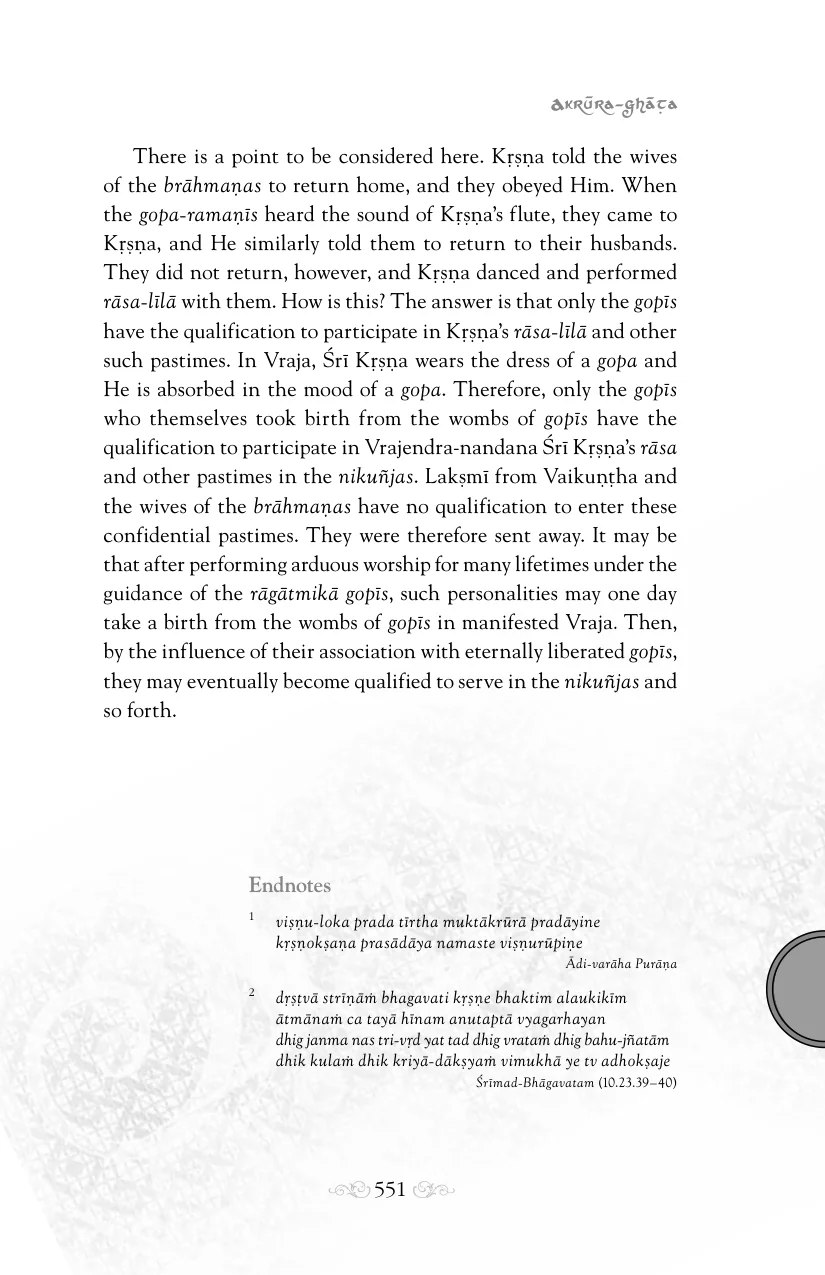 Akrūra-ghāṭa
There is a point to be considered here. Kṛṣṇa told the wives
of the brāhmaṇas to return home, and they obeyed Him. When
the gopa-ramaṇīs heard the sound of Kṛṣṇa’s flute, they came to
Kṛṣṇa, and He similarly told them to return to their husbands.
They did not return, however, and Kṛṣṇa danced and performed
rāsa-līlā with them. How is this? The answer is that only the gopīs
have the qualification to participate in Kṛṣṇa’s rāsa-līlā and other
such pastimes. In Vraja, Śrī Kṛṣṇa wears the dress of a gopa and
He is absorbed in the mood of a gopa. Therefore, only the gopīs
who themselves took birth from the wombs of gopīs have the
qualification to participate in Vrajendra-nandana Śrī Kṛṣṇa’s rāsa
and other pastimes in the nikuñjas. Lakṣmī from Vaikuṇṭha and
the wives of the brāhmaṇas have no qualification to enter these
confidential pastimes. They were therefore sent away. It may be
that after performing arduous worship for many lifetimes under the
guidance of the rāgātmikā gopīs, such personalities may one day
take a birth from the wombs of gopīs in manifested Vraja. Then,
by the influence of their association with eternally liberated gopīs,
they may eventually become qualified to serve in the nikuñjas and
so forth.
Endnotes
1 viṣṇu-loka prada tīrtha muktākrūrā pradāyine
kṛṣṇokṣaṇa prasādāya namaste viṣṇurūpiṇe
Ādi-varāha Purāṇa
2 dṛṣṭvā strīṇāṁ bhagavati kṛṣṇe bhaktim alaukikīm
ātmānaṁ ca tayā hīnam anutaptā vyagarhayan
dhig janma nas tri-vṛd yat tad dhig vrataṁ dhig bahu-jñatām
dhik kulaṁ dhik kriyā-dākṣyaṁ vimukhā ye tv adhokṣaje
Śrīmad-Bhāgavatam (10.23.39–40)
551